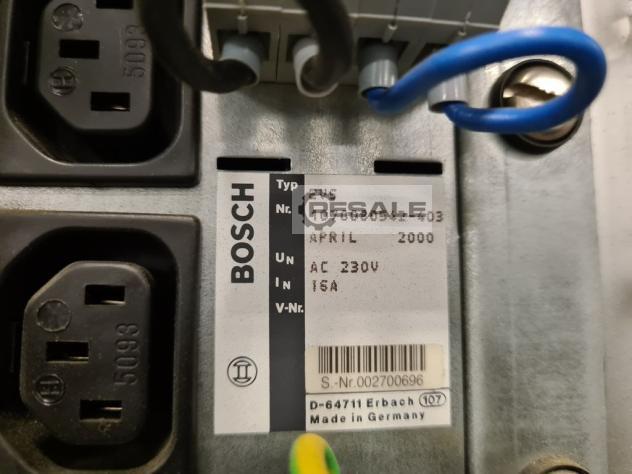 5093
BOSCH
Typ
Nr.
RESALE
-403
APRIL 2000
UN AC 230V
IN 16A
V-Nr.
5093
S.-Nr.002700696
D-64711 Erbach 107
Made in Germany